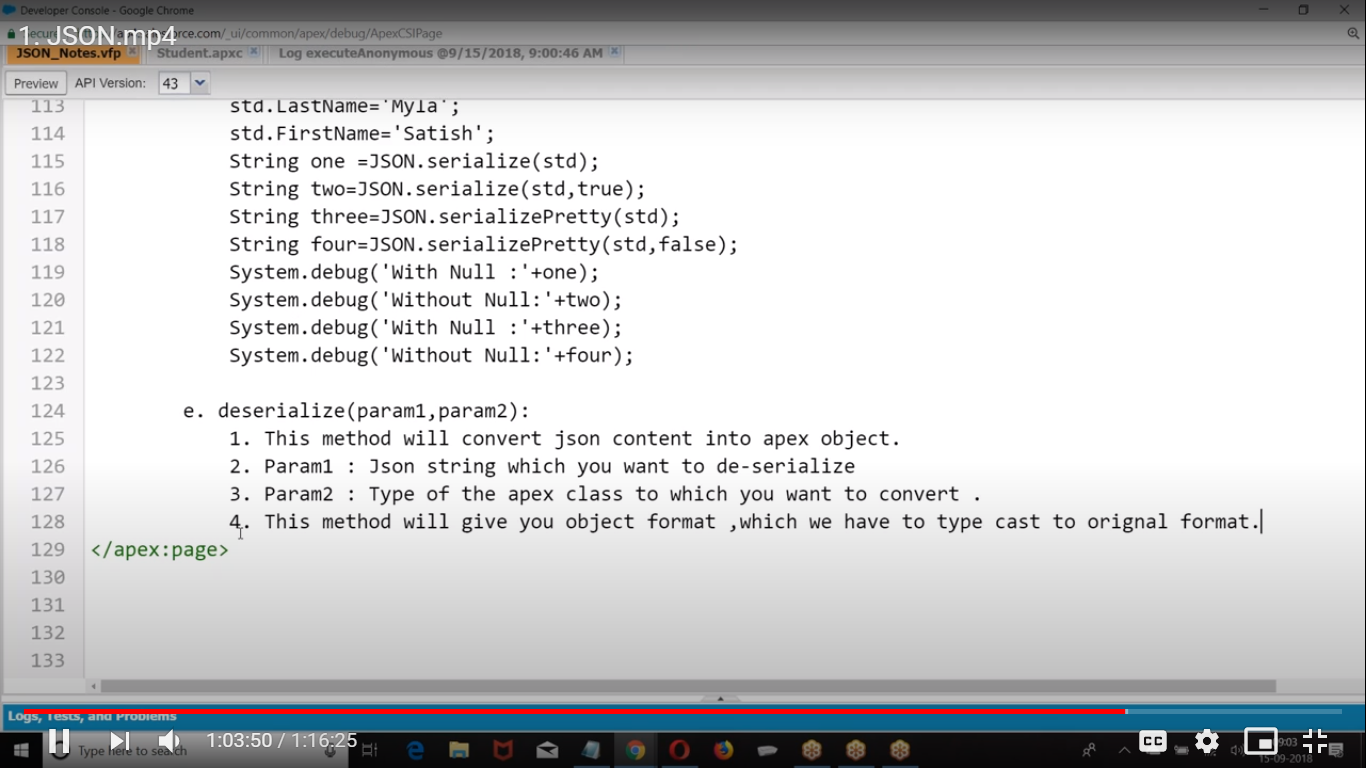 Developer Console - Google Chrome
1. JSON.mp4
orce.com/_ui/common/apex/debug/ApexCSIPage
JSON_Notes.vfp Student.apxc Log executeAnonymous @9/15/2018, 9:00:46 AM
Preview API Version: 43
113 std.LastName='Myla';
114 std.FirstName='Satish';
115 String one =JSON.serialize(std);
116 String two=JSON.serialize(std,true);
117 String three=JSON.serializePretty(std);
118 String four=JSON.serializePretty(std,false);
119 System.debug('With Null :'+one);
120 System.debug('Without Null:'+two);
121 System.debug('With Null :'+three);
122 System.debug('Without Null:'+four);
123
124 e. deserialize(param1,param2):
125 1. This method will convert json content into apex object.
126 2. Param1 : Json string which you want to de-serialize
127 3. Param2 : Type of the apex class to which you want to convert .
128 4. This method will give you object format ,which we have to type cast to orignal format.
129 </apex:page>
130
131
132
133
Logs, Tests, and Problems
Type here to search
1:03:50 / 1:16:25
CC
15-09-2018